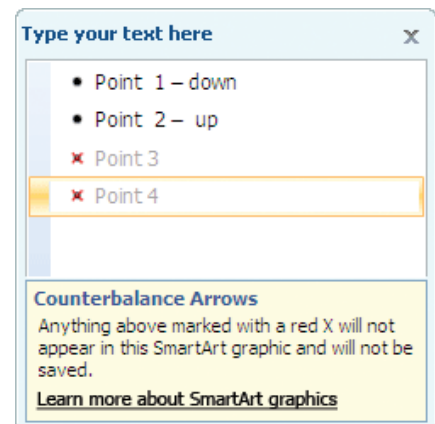 Type your text here x
• Point 1 – down
• Point 2 – up
× Point 3
× Point 4
Counterbalance Arrows
Anything above marked with a red X will not
appear in this SmartArt graphic and will not be
saved.
Learn more about SmartArt graphics